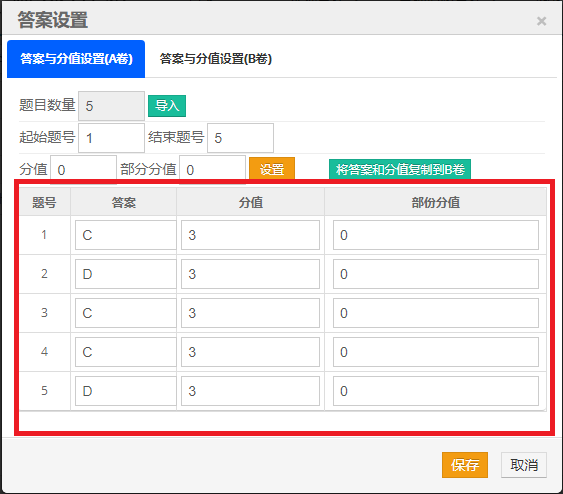 答案设置 ×
答案与分值设置(A卷) 答案与分值设置(B卷)
题目数量 5 导入
起始题号 1 结束题号 5
分值 0 部分分值 0 设置 将答案和分值复制到B卷
题号 答案 分值 部份分值
1 C 3 0
2 D 3 0
3 C 3 0
4 C 3 0
5 D 3 0
保存 取消